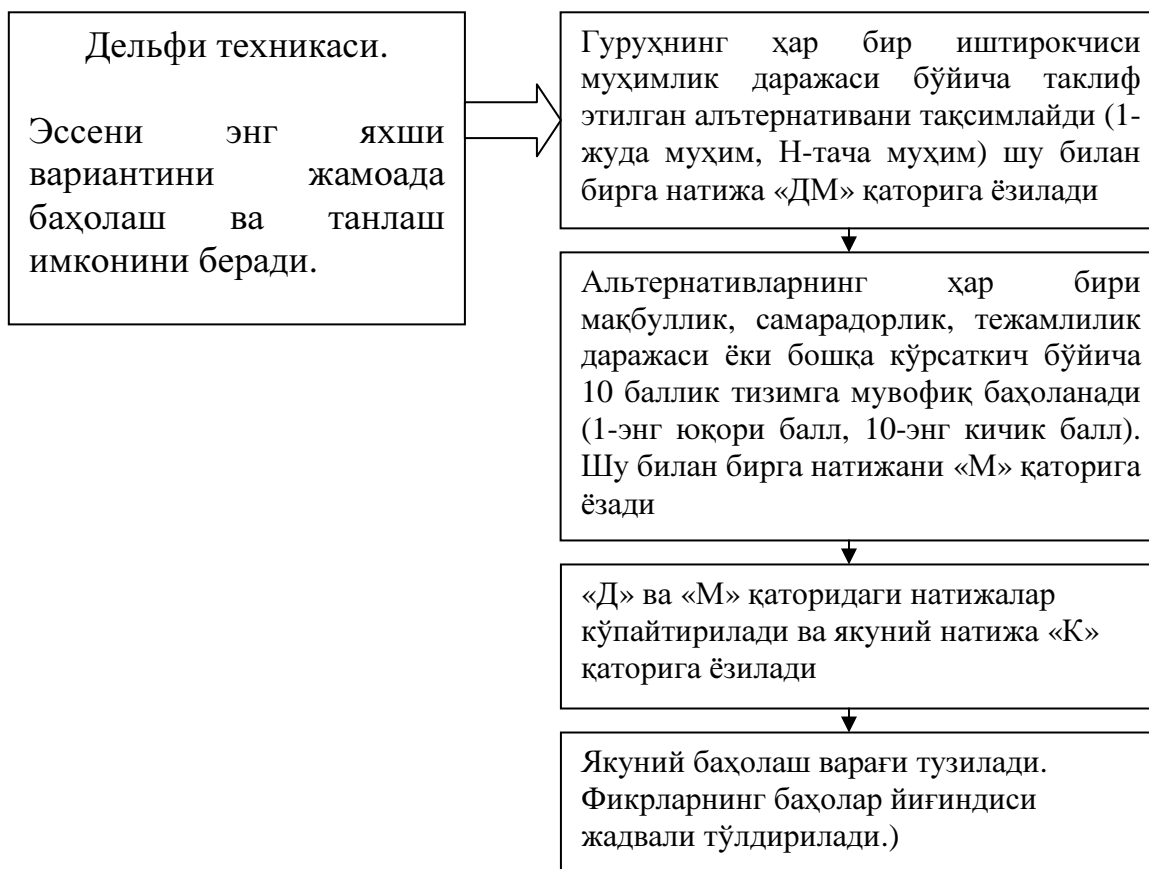 Дельфи техникаси.
Эссени энг яхши
вариантини жамоада
баҳолаш ва танлаш
имконини беради.
Гуруҳнинг ҳар бир иштирокчиси
муҳимлик даражаси бўйича таклиф
этилган алътернативани тақсимлайди (1-
жуда муҳим, Н-тача муҳим) шу билан
бирга натижа «ДМ» қаторига ёзилади
Альтернативларнинг ҳар бири
мақбуллик, самарадорлик, тежамлилик
даражаси ёки бошқа кўрсаткич бўйича
10 баллик тизимга мувофиқ баҳоланади
(1-энг юқори балл, 10-энг кичик балл).
Шу билан бирга натижани «М» қаторига
ёзади
«Д» ва «М» қаторидаги натижалар
кўпайтирилади ва якуний натижа «К»
қаторига ёзилади
Якуний баҳолаш варағи тузилади.
Фикрларнинг баҳолар йиғиндиси
жадвали тўлдирилади.)